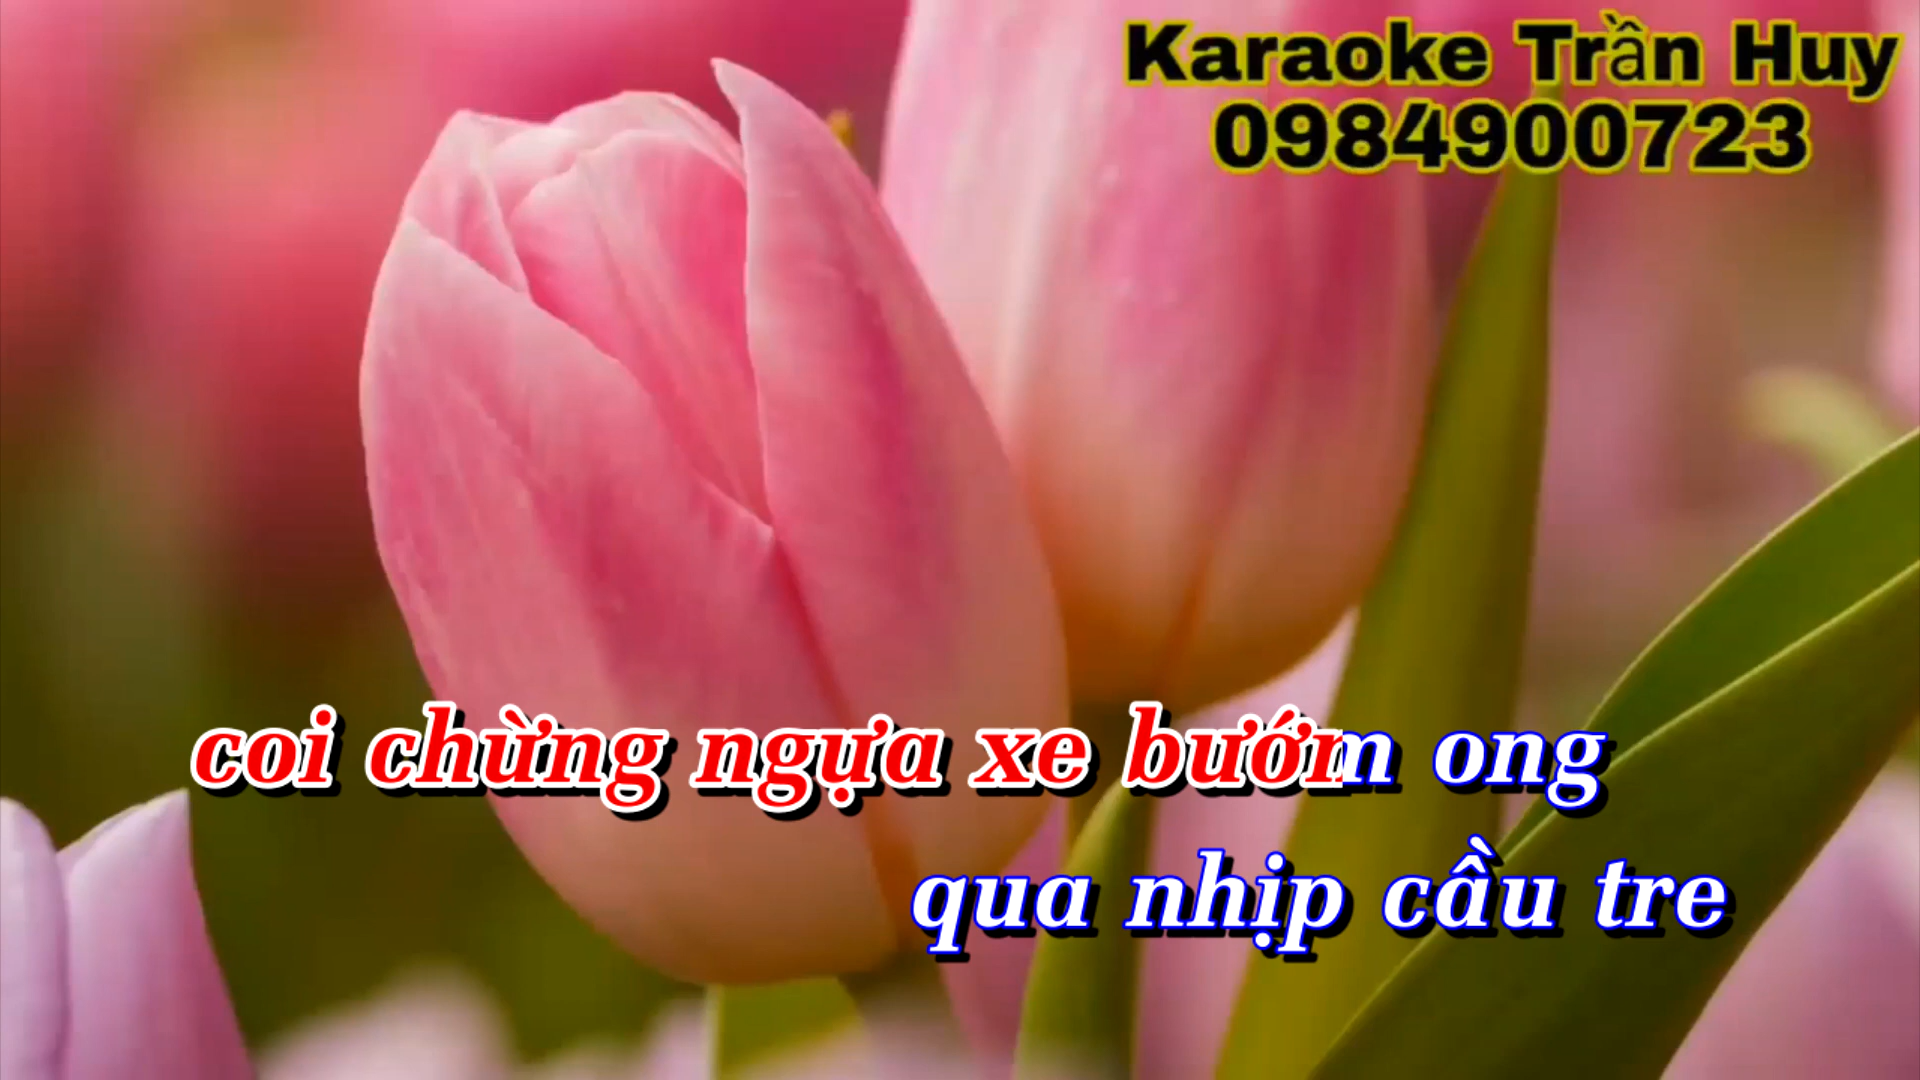 Karaoke Trần Huy
0984900723
coi chừng ngựa xe bướm ong
qua nhịp cầu tre